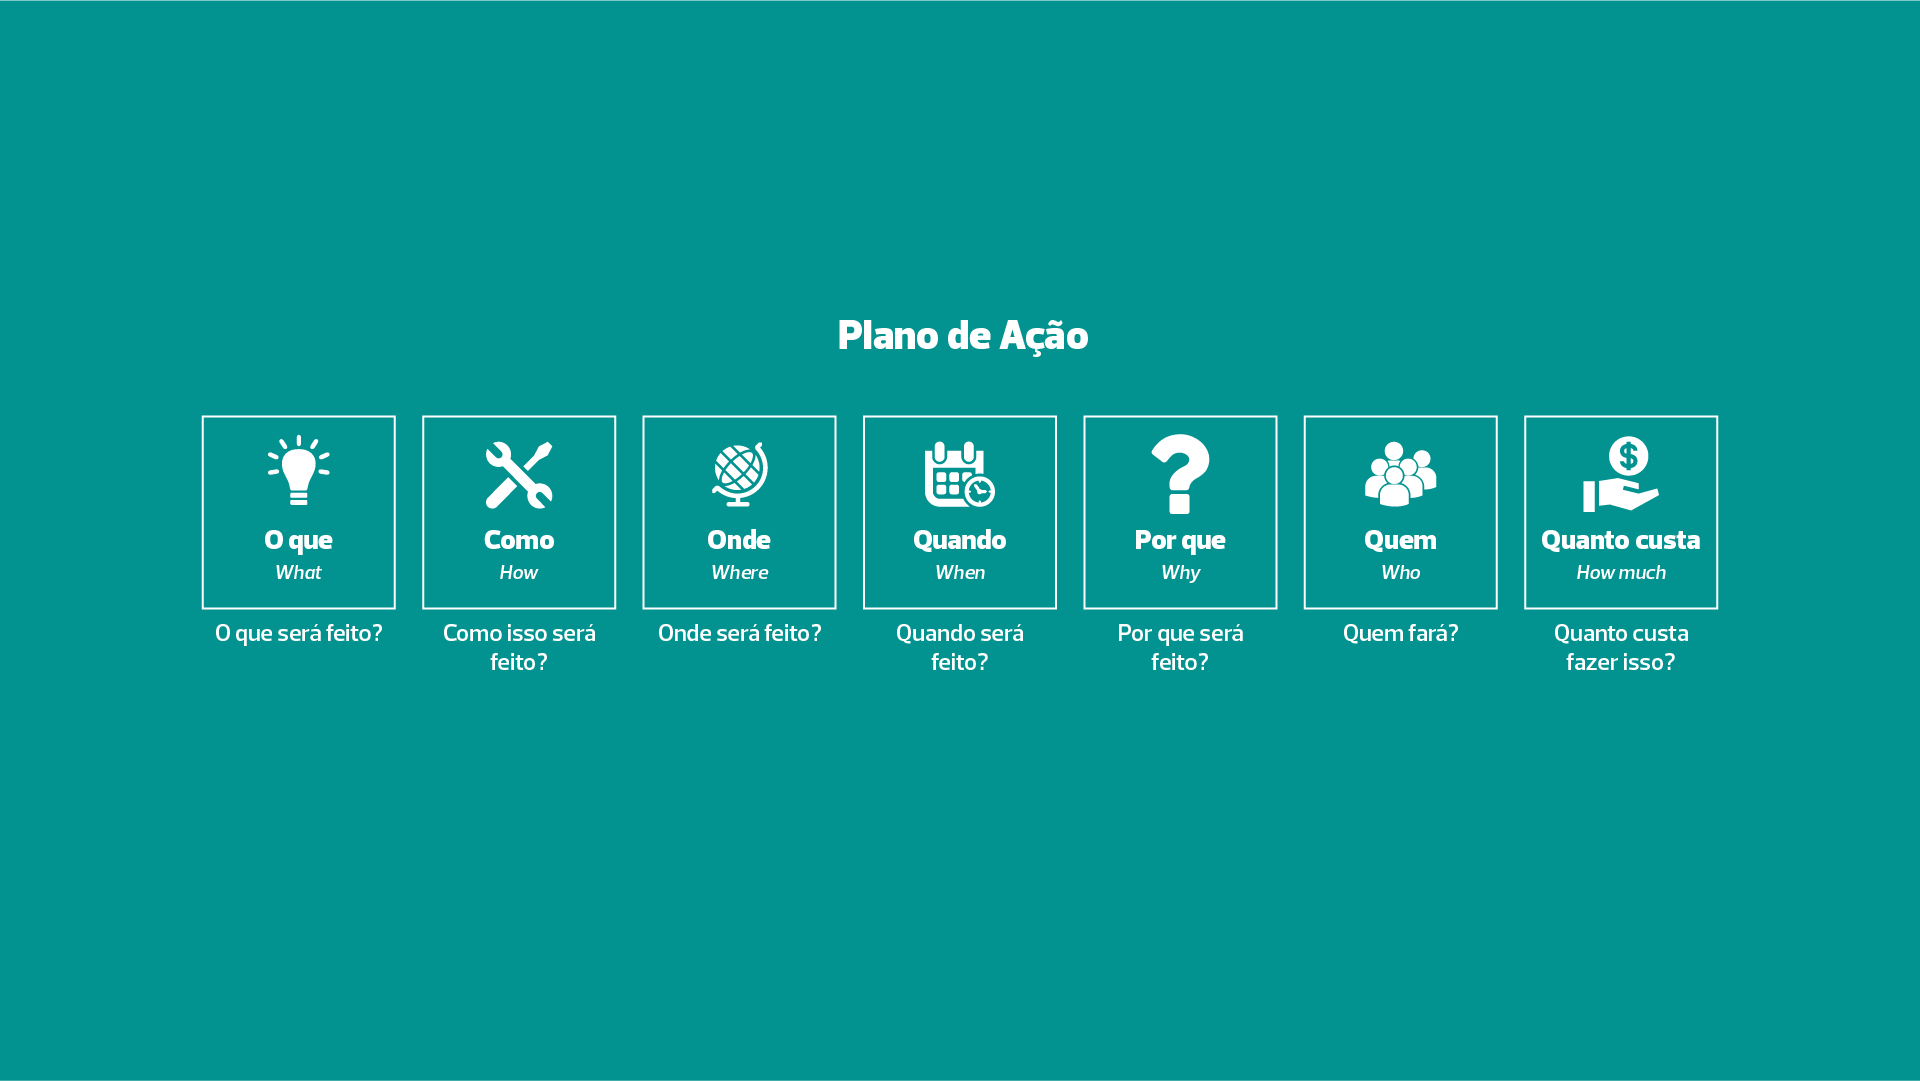 Plano de Ação
O que
What
O que será feito?
Como
How
Como isso será
feito?
Onde
Where
Onde será feito?
Quando
When
Quando será
feito?
Por que
Why
Por que será
feito?
Quem
Who
Quem fará?
$
Quanto custa
How much
Quanto custa
fazer isso?